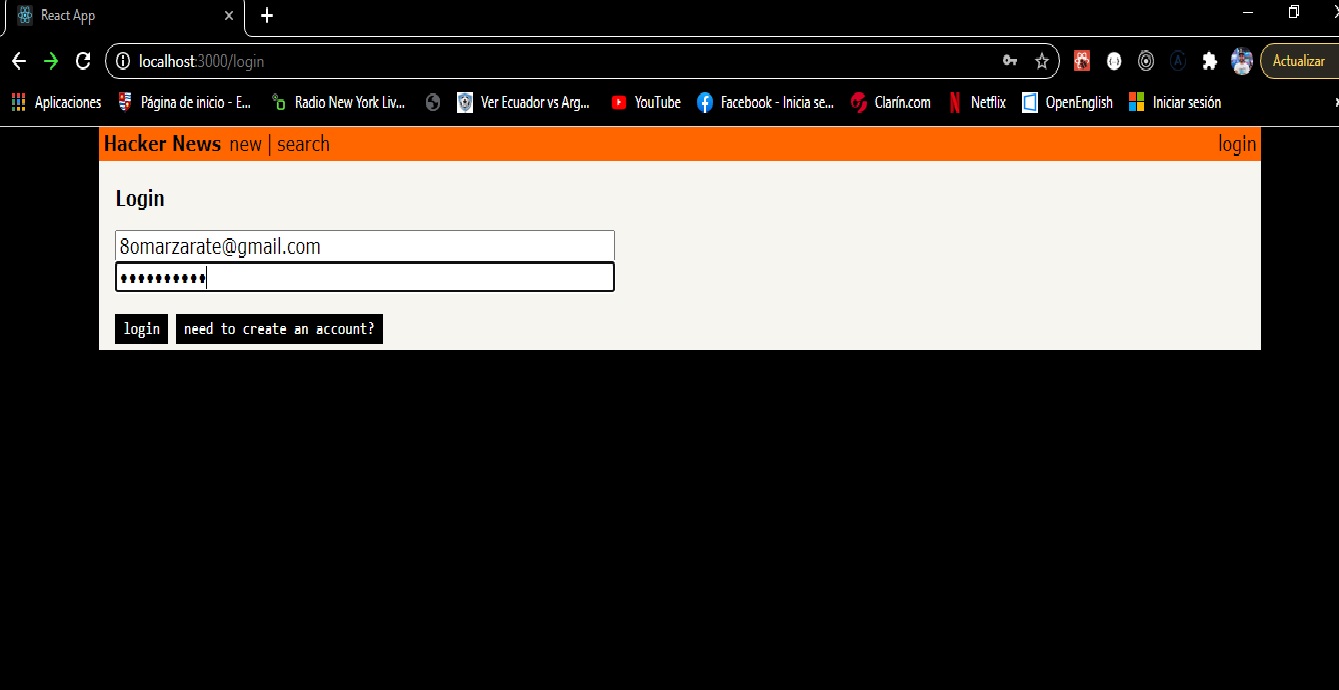 React App
localhost:3000/login
Actualizar
Aplicaciones Página de inicio - E... Radio New York Liv... Ver Ecuador vs Arg... YouTube Facebook - Inicia se... Clarín.com Netflix OpenEnglish Iniciar sesión
Hacker News new | search login
Login
8omarzarate@gmail.com
••••••••••
login need to create an account?